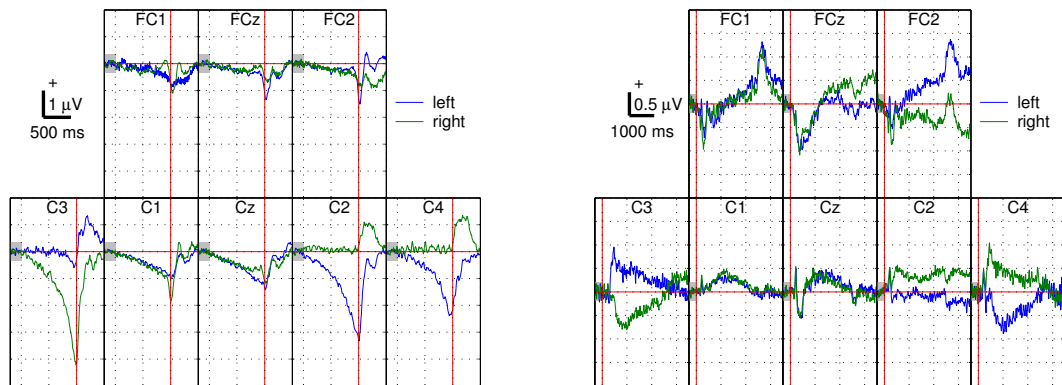 FC1 FCz FC2
+
1 μV
500 ms
left
right
C3 C1 Cz C2 C4
FC1 FCz FC2
+
0.5 μV
1000 ms
left
right
C3 C1 Cz C2 C4